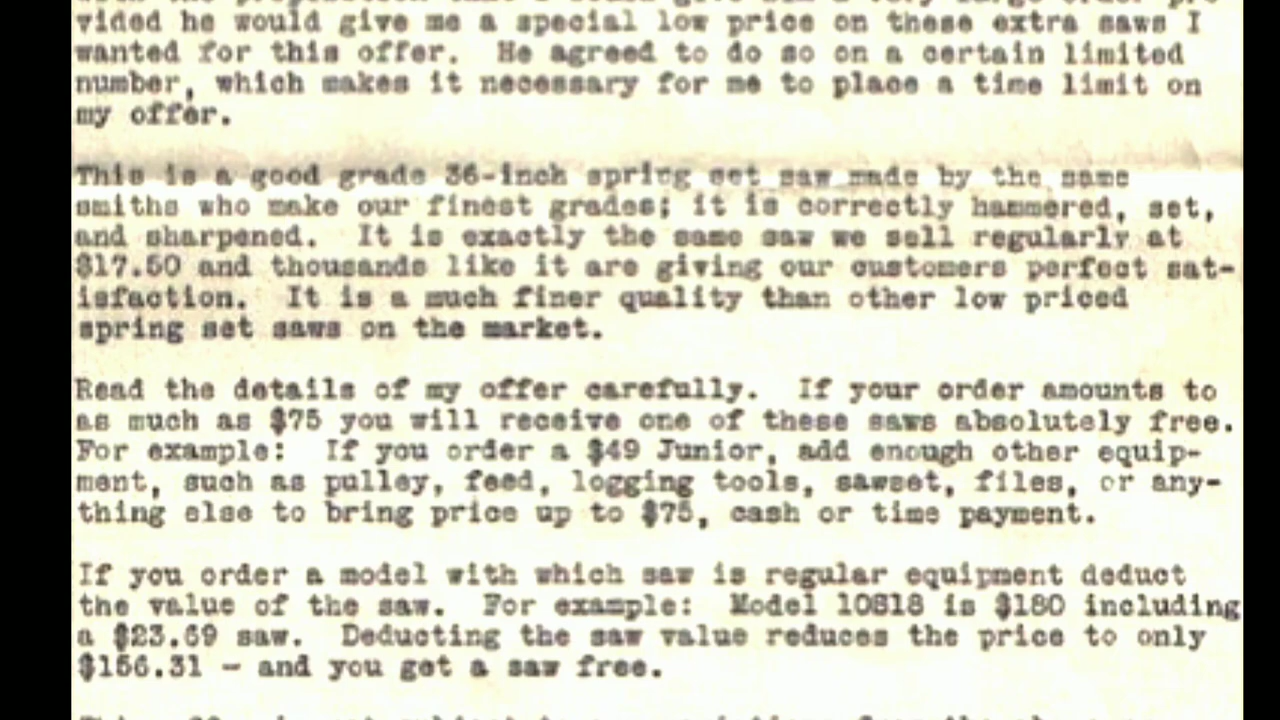 vided he would give me a special low price on these extra saws I
wanted for this offer.  He agreed to do so on a certain limited
number, which makes it necessary for me to place a time limit on
my offer.
This is a good grade 36-inch spring set saw made by the same
smiths who make our finest grades; it is correctly hammered, set,
and sharpened.  It is exactly the same saw we sell regularly at
$17.50 and thousands like it are giving our customers perfect sat-
isfaction.  It is a much finer quality than other low priced
spring set saws on the market.
Read the details of my offer carefully.  If your order amounts to
as much as $75 you will receive one of these saws absolutely free.
For example:  If you order a $49 Junior, add enough other equip-
ment, such as pulley, feed, logging tools, sawset, files, or any-
thing else to bring price up to $75, cash or time payment.
If you order a model with which saw is regular equipment deduct
the value of the saw.  For example:  Model 10818 is $180 including
a $23.69 saw.  Deducting the saw value reduces the price to only
$156.31 - and you get a saw free.